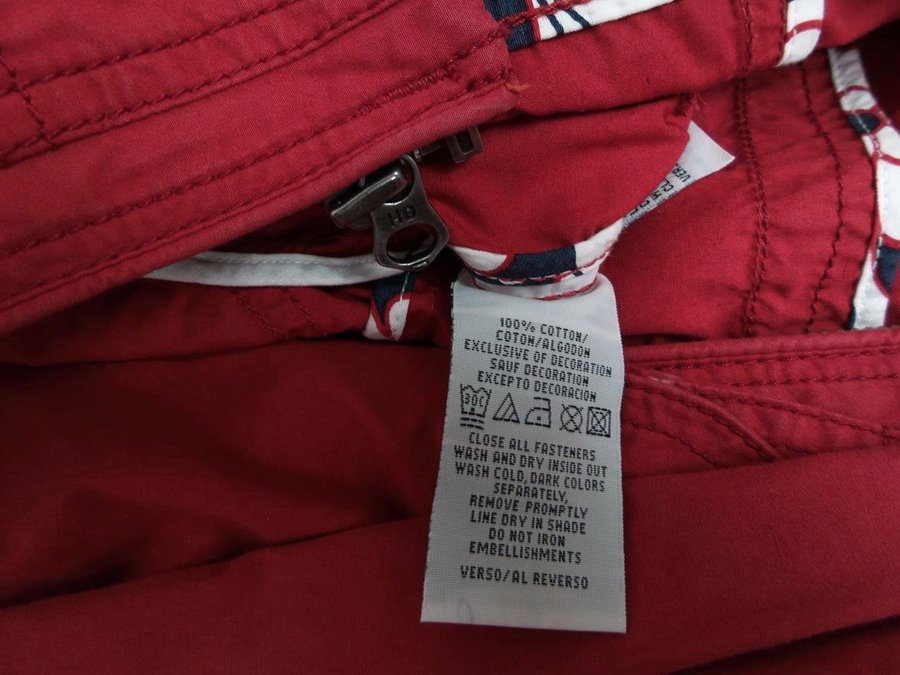 HD
100% COTTON/
COTON/ALGODON
EXCLUSIVE OF DECORATION
SAUF DECORATION
EXCEPTO DECORACION
30C
CLOSE ALL FASTENERS
WASH AND DRY INSIDE OUT
WASH COLD, DARK COLORS
SEPARATELY,
REMOVE PROMPTLY
LINE DRY IN SHADE
DO NOT IRON
EMBELLISHMENTS
VERSO/AL REVERSO